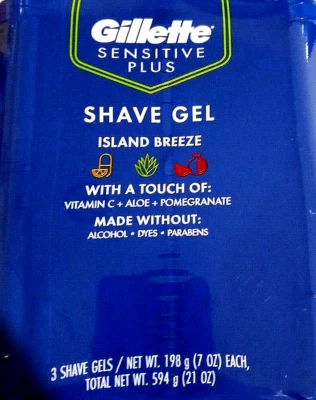 Gillette®
SENSITIVE
PLUS
SHAVE GEL
ISLAND BREEZE
WITH A TOUCH OF:
VITAMIN C + ALOE + POMEGRANATE
MADE WITHOUT:
ALCOHOL • DYES • PARABENS
3 SHAVE GELS / NET WT. 198 g (7 OZ) EACH,
TOTAL NET WT. 594 g (21 OZ)